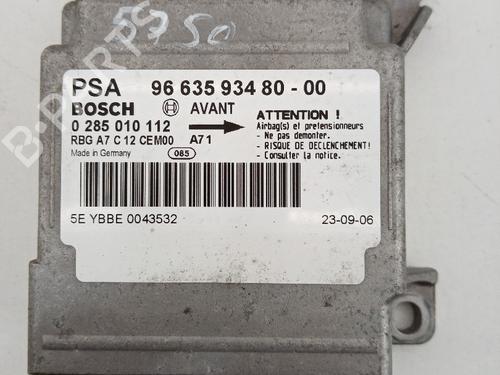 5750
PSA 96 635 934 80 - 00
BOSCH AVANT
0 285 010 112
RBG A7 C 12 CEM00 A71
Made in Germany 085
ATTENTION !
Airbag(s) et pretensionneurs
- Ne pas demonter.
- RISQUE DE DECLENCHEMENT!
- Consulter la notice.
5E YBBE 0043532 23-09-06
B-PARTS